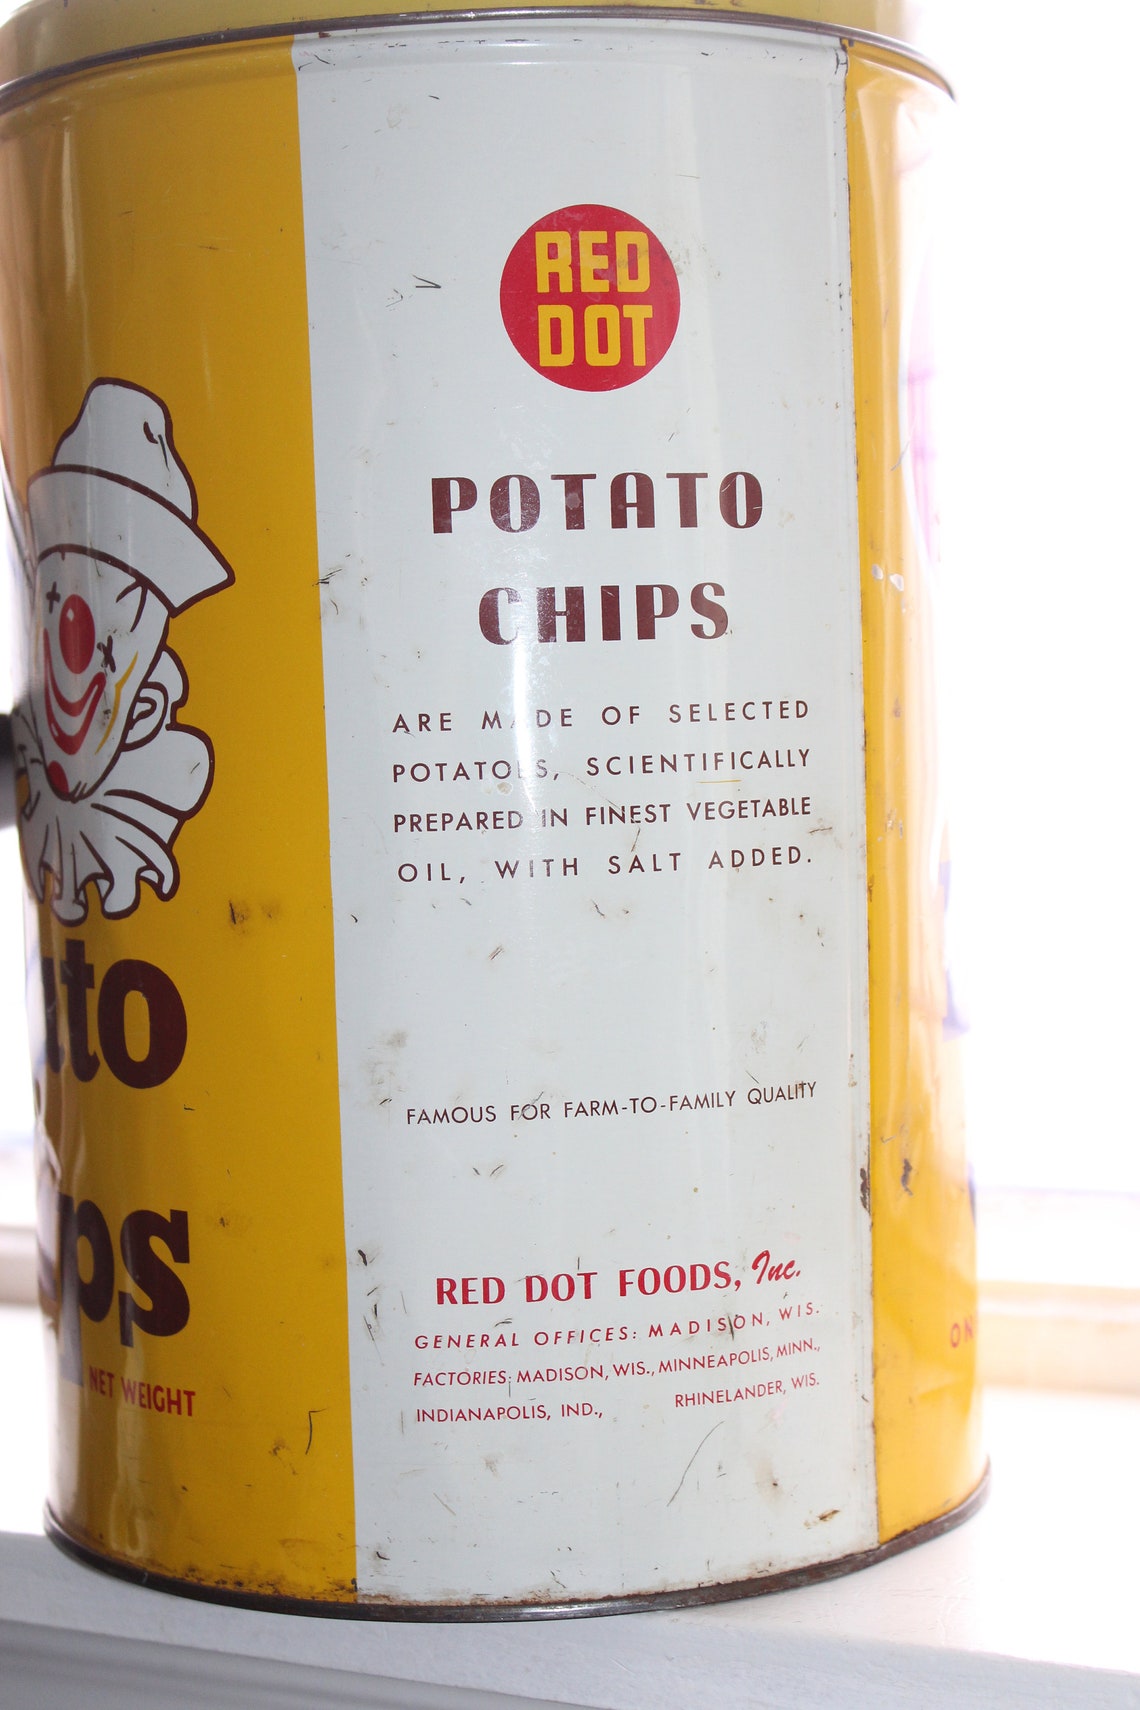 RED
DOT
POTATO
CHIPS
ARE MADE OF SELECTED
POTATOES, SCIENTIFICALLY
PREPARED IN FINEST VEGETABLE
OIL, WITH SALT ADDED.
FAMOUS FOR FARM-TO-FAMILY QUALITY
RED DOT FOODS, Inc.
GENERAL OFFICES: MADISON, WIS.
FACTORIES: MADISON, WIS., MINNEAPOLIS, MINN.,
INDIANAPOLIS, IND., RHINELANDER, WIS.
ato
ps
NET WEIGHT
ON